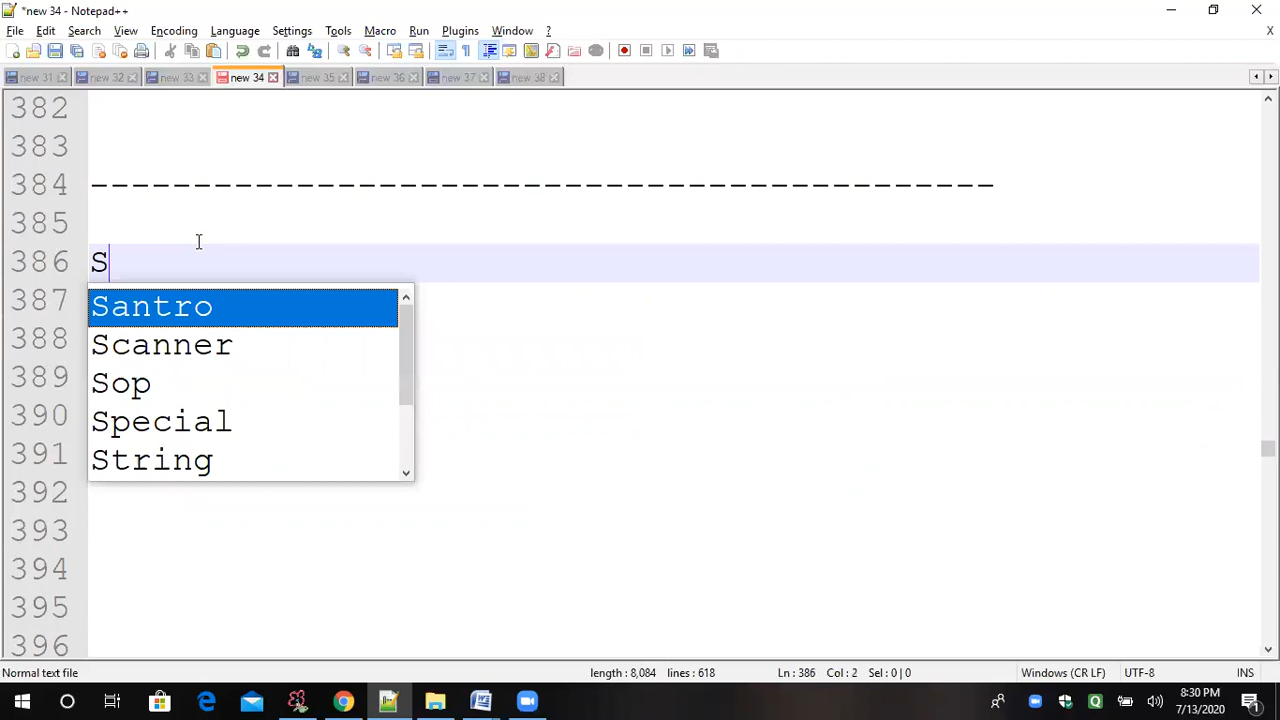 *new 34 - Notepad++
File Edit Search View Encoding Language Settings Tools Macro Run Plugins Window ?
X
new 31 new 32 new 33 new 34 new 35 new 36 new 37 new 38
382
383
384 --------------------------------------------
385
386 S
387 Santro
388 Scanner
389 Sop
390 Special
391 String
392
393
394
395
396
Normal text file length : 8,084 lines : 618 Ln : 386 Col : 2 Sel : 0 | 0 Windows (CR LF) UTF-8 INS
8:30 PM
7/13/2020
1